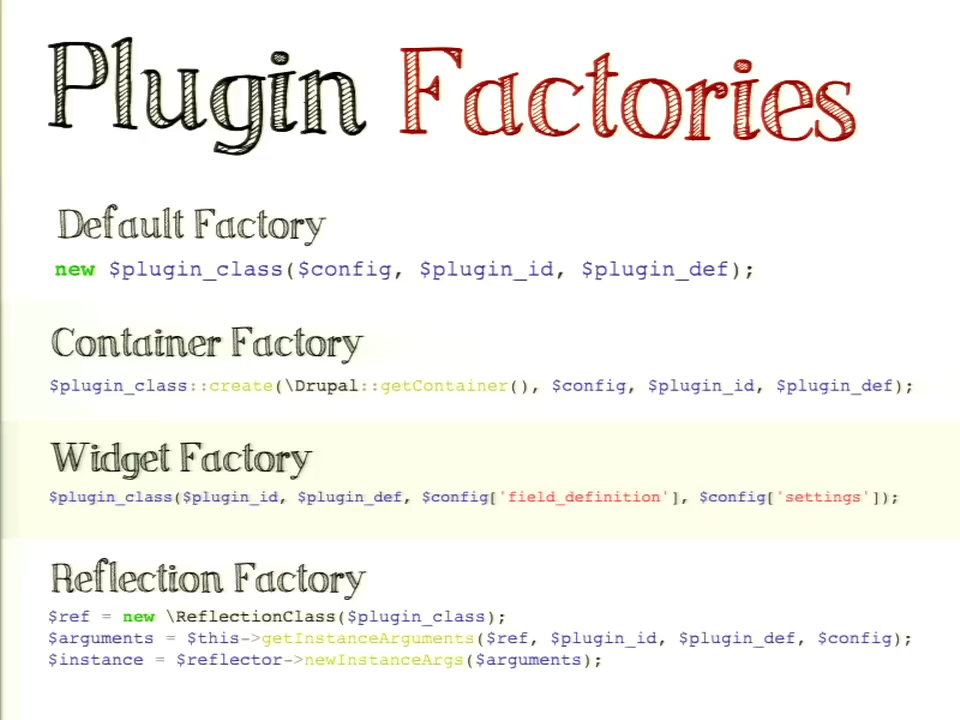 Plugin Factories
Default Factory
new $plugin_class($config, $plugin_id, $plugin_def);
Container Factory
$plugin_class::create(\Drupal::getContainer(), $config, $plugin_id, $plugin_def);
Widget Factory
$plugin_class($plugin_id, $plugin_def, $config['field_definition'], $config['settings']);
Reflection Factory
$ref = new \ReflectionClass($plugin_class);
$arguments = $this->getInstanceArguments($ref, $plugin_id, $plugin_def, $config);
$instance = $reflector->newInstanceArgs($arguments);